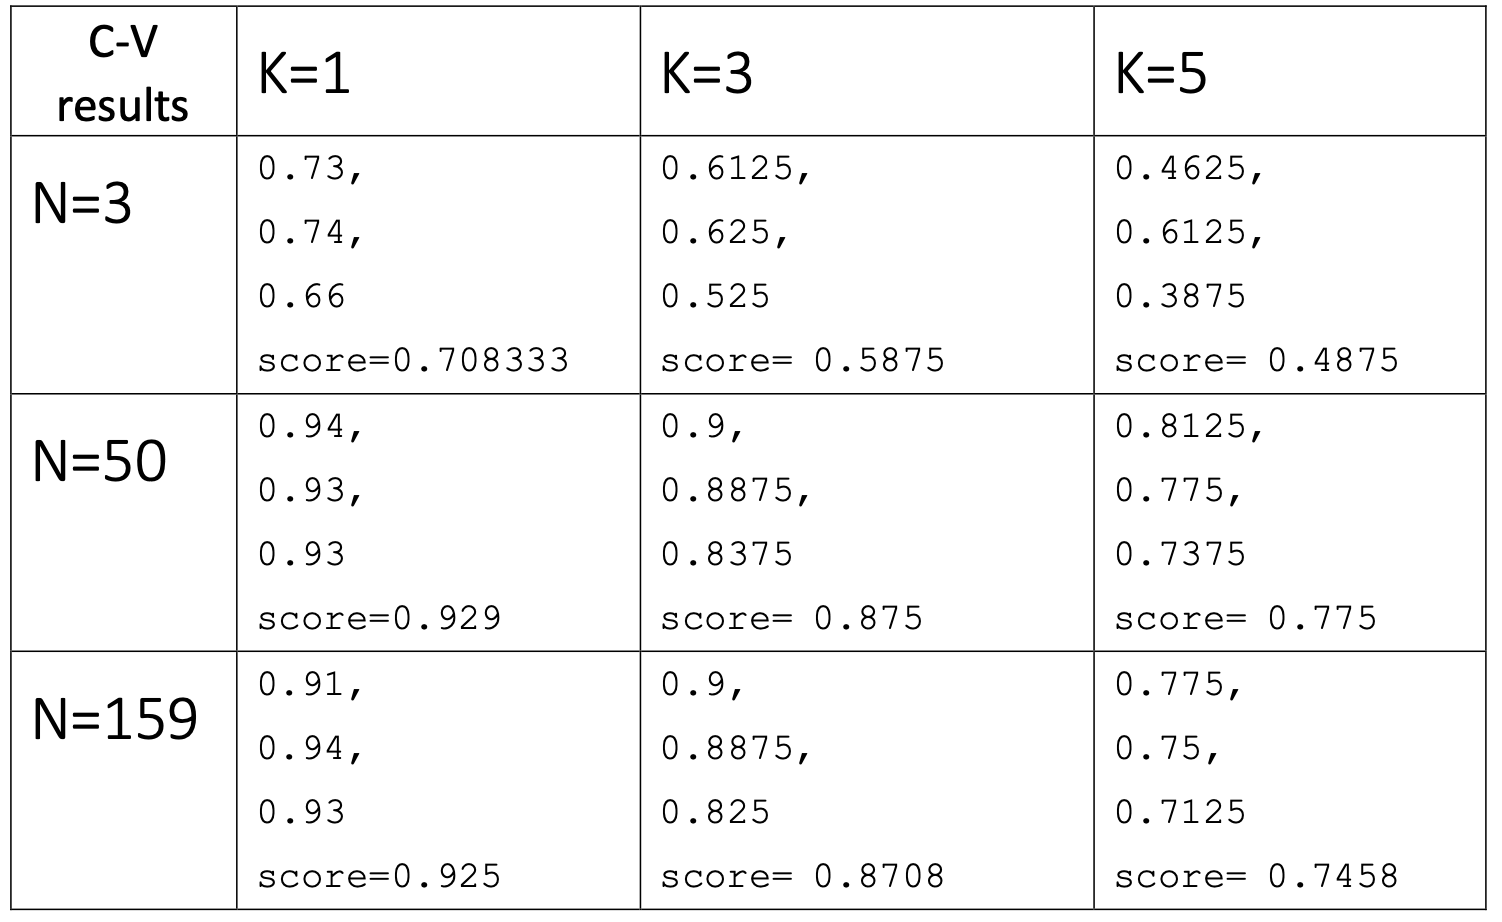 C-V
results
K=1
K=3
K=5
N=3
0.73,
0.74,
0.66
score=0.708333
0.6125,
0.625,
0.525
score= 0.5875
0.4625,
0.6125,
0.3875
score= 0.4875
N=50
0.94,
0.93,
0.93
score=0.929
0.9,
0.8875,
0.8375
score= 0.875
0.8125,
0.775,
0.7375
score= 0.775
N=159
0.91,
0.94,
0.93
score=0.925
0.9,
0.8875,
0.825
score= 0.8708
0.775,
0.75,
0.7125
score= 0.7458